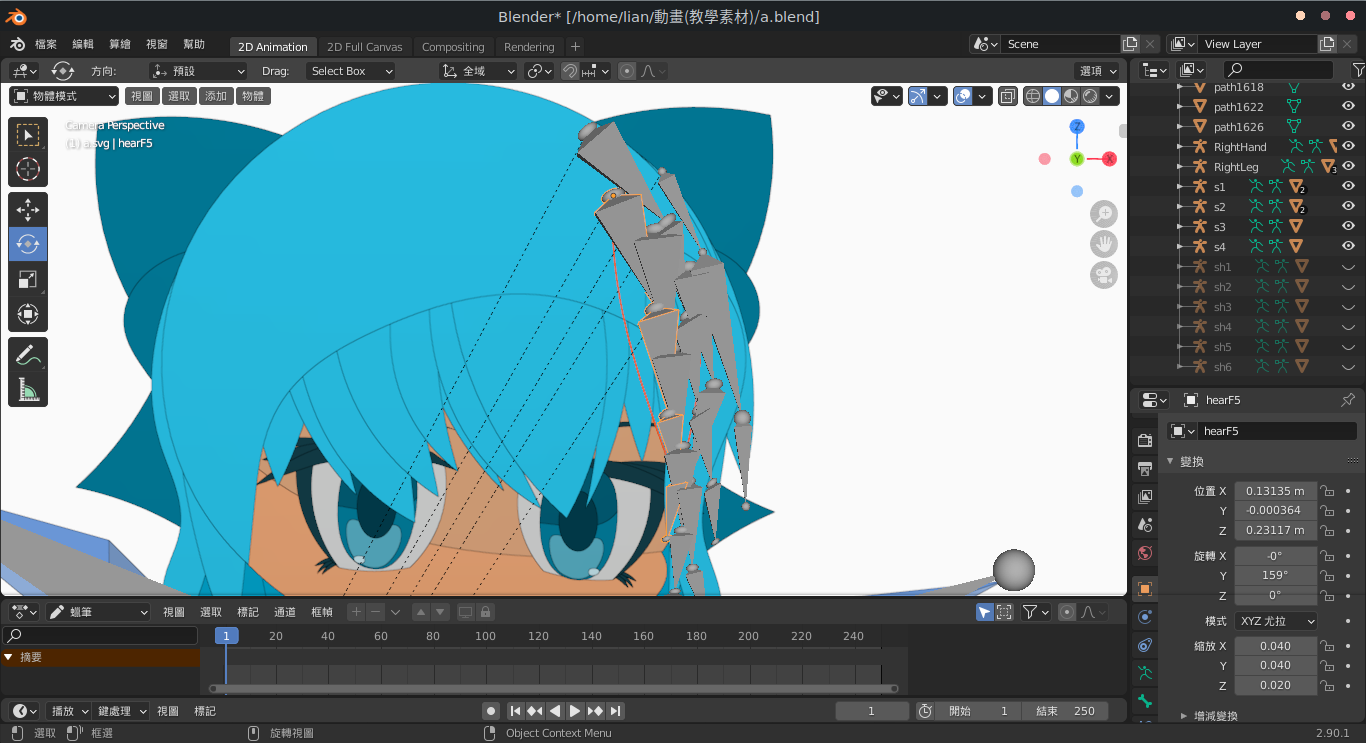 Blender* [/home/lian/動畫(教學素材)/a.blend]
檔案 編輯 算繪 視窗 幫助 2D Animation 2D Full Canvas Compositing Rendering + Scene View Layer
方向: 預設 Drag: Select Box 全域 選項
物體模式 視圖 選取 添加 物體
Camera Perspective
(1) a.svg | hearF5
Z
Y
X
path1618
path1622
path1626
RightHand
RightLeg 3
s1 2
s2 2
s3
s4
sh1
sh2
sh3
sh4
sh5
sh6
hearF5
hearF5
變換
位置 X 0.13135 m
Y -0.000364
Z 0.23117 m
旋轉 X -0°
Y 159°
Z 0°
模式 XYZ 尤拉
縮放 X 0.040
Y 0.040
Z 0.020
增減變換
蠟筆 視圖 選取 標記 通道 框幀
1 20 40 60 80 100 120 140 160 180 200 220 240
摘要
播放 鍵處理 視圖 標記 1 開始 1 結束 250
選取 框選 旋轉視圖 Object Context Menu 2.90.1